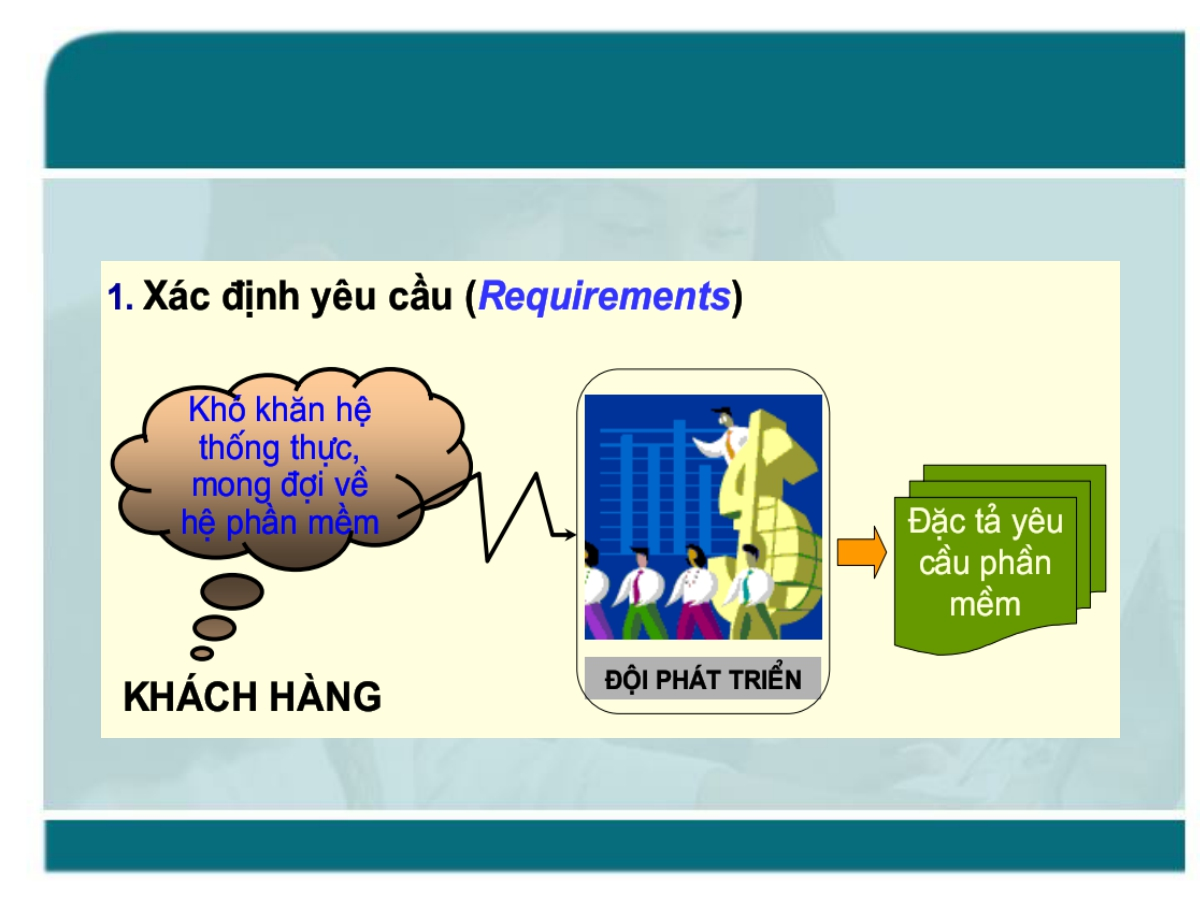 1. Xác định yêu cầu (Requirements)
Khó khăn hệ
thống thực,
mong đợi về
hệ phần mềm
KHÁCH HÀNG
ĐỘI PHÁT TRIỂN
Đặc tả yêu
cầu phần
mềm